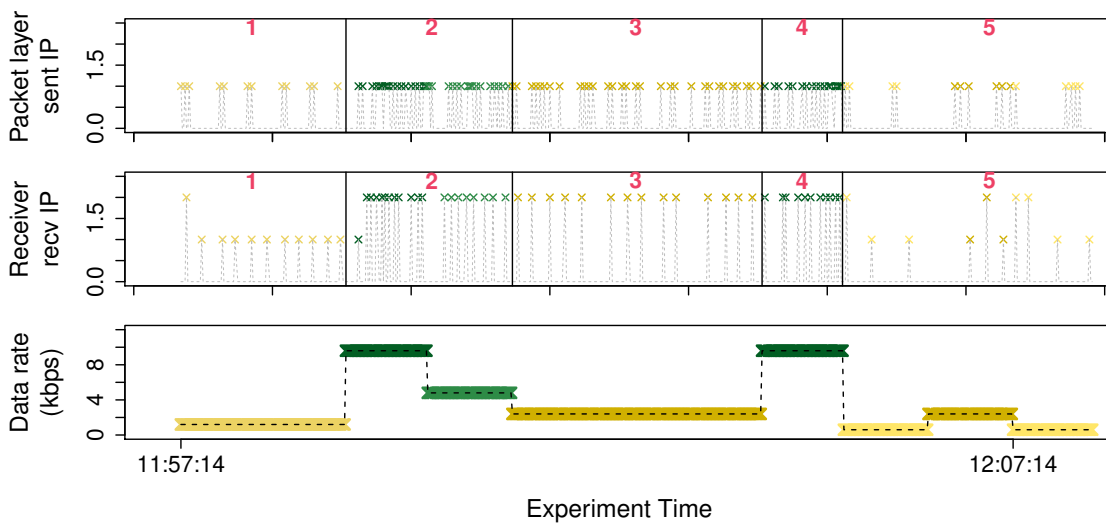 Packet layer
sent IP
0.0 1.5
1 2 3 4 5
Receiver
recv IP
0.0 1.5
1 2 3 4 5
Data rate
(kbps)
0 4 8
11:57:14 12:07:14
Experiment Time